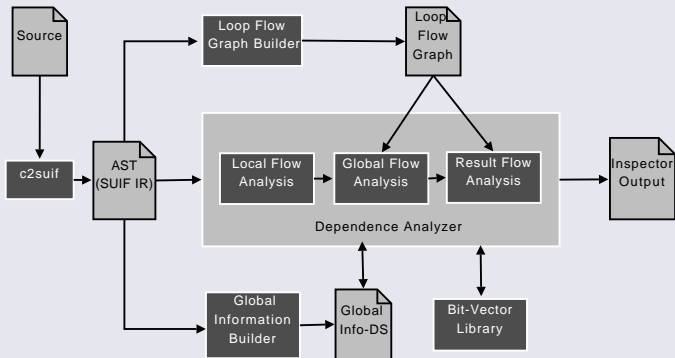 Source
Loop Flow
Graph Builder
Loop
Flow
Graph
c2suif
AST
(SUIF IR)
Local Flow
Analysis
Global Flow
Analysis
Result Flow
Analysis
Inspector
Output
Dependence Analyzer
Global
Information
Builder
Global
Info-DS
Bit-Vector
Library